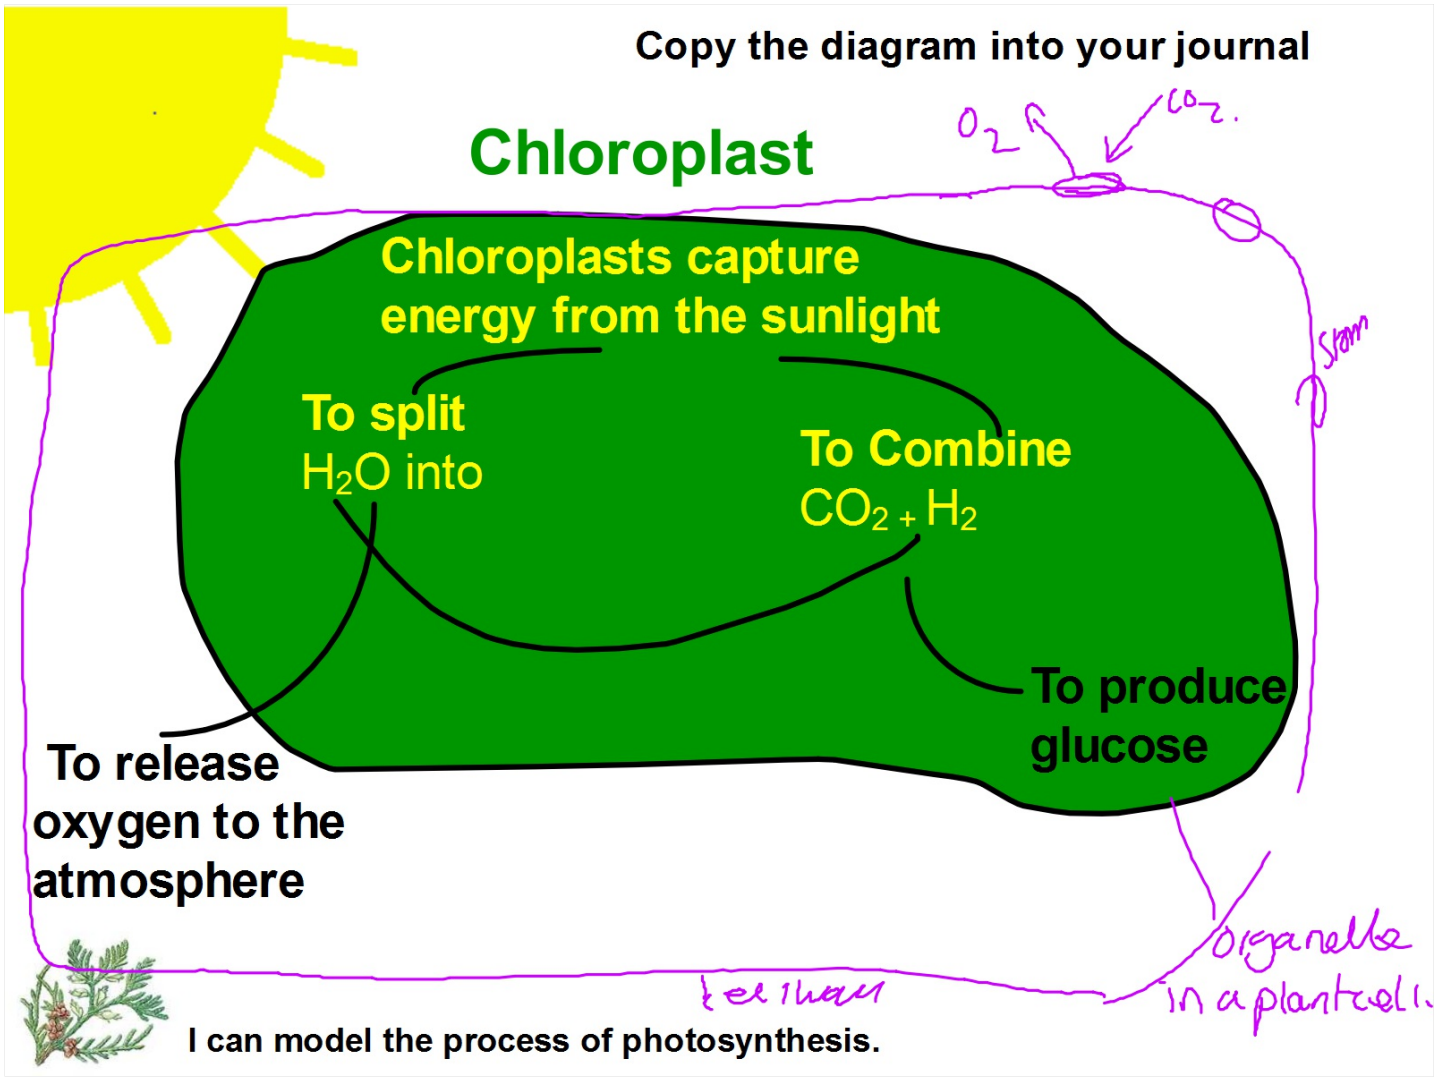 Copy the diagram into your journal
O2
CO2.
Chloroplast
Chloroplasts capture
energy from the sunlight
To split
H₂O into
To Combine
CO₂ + H₂
To produce
glucose
To release
oxygen to the
atmosphere
organelle
in a plant cell.
I can model the process of photosynthesis.